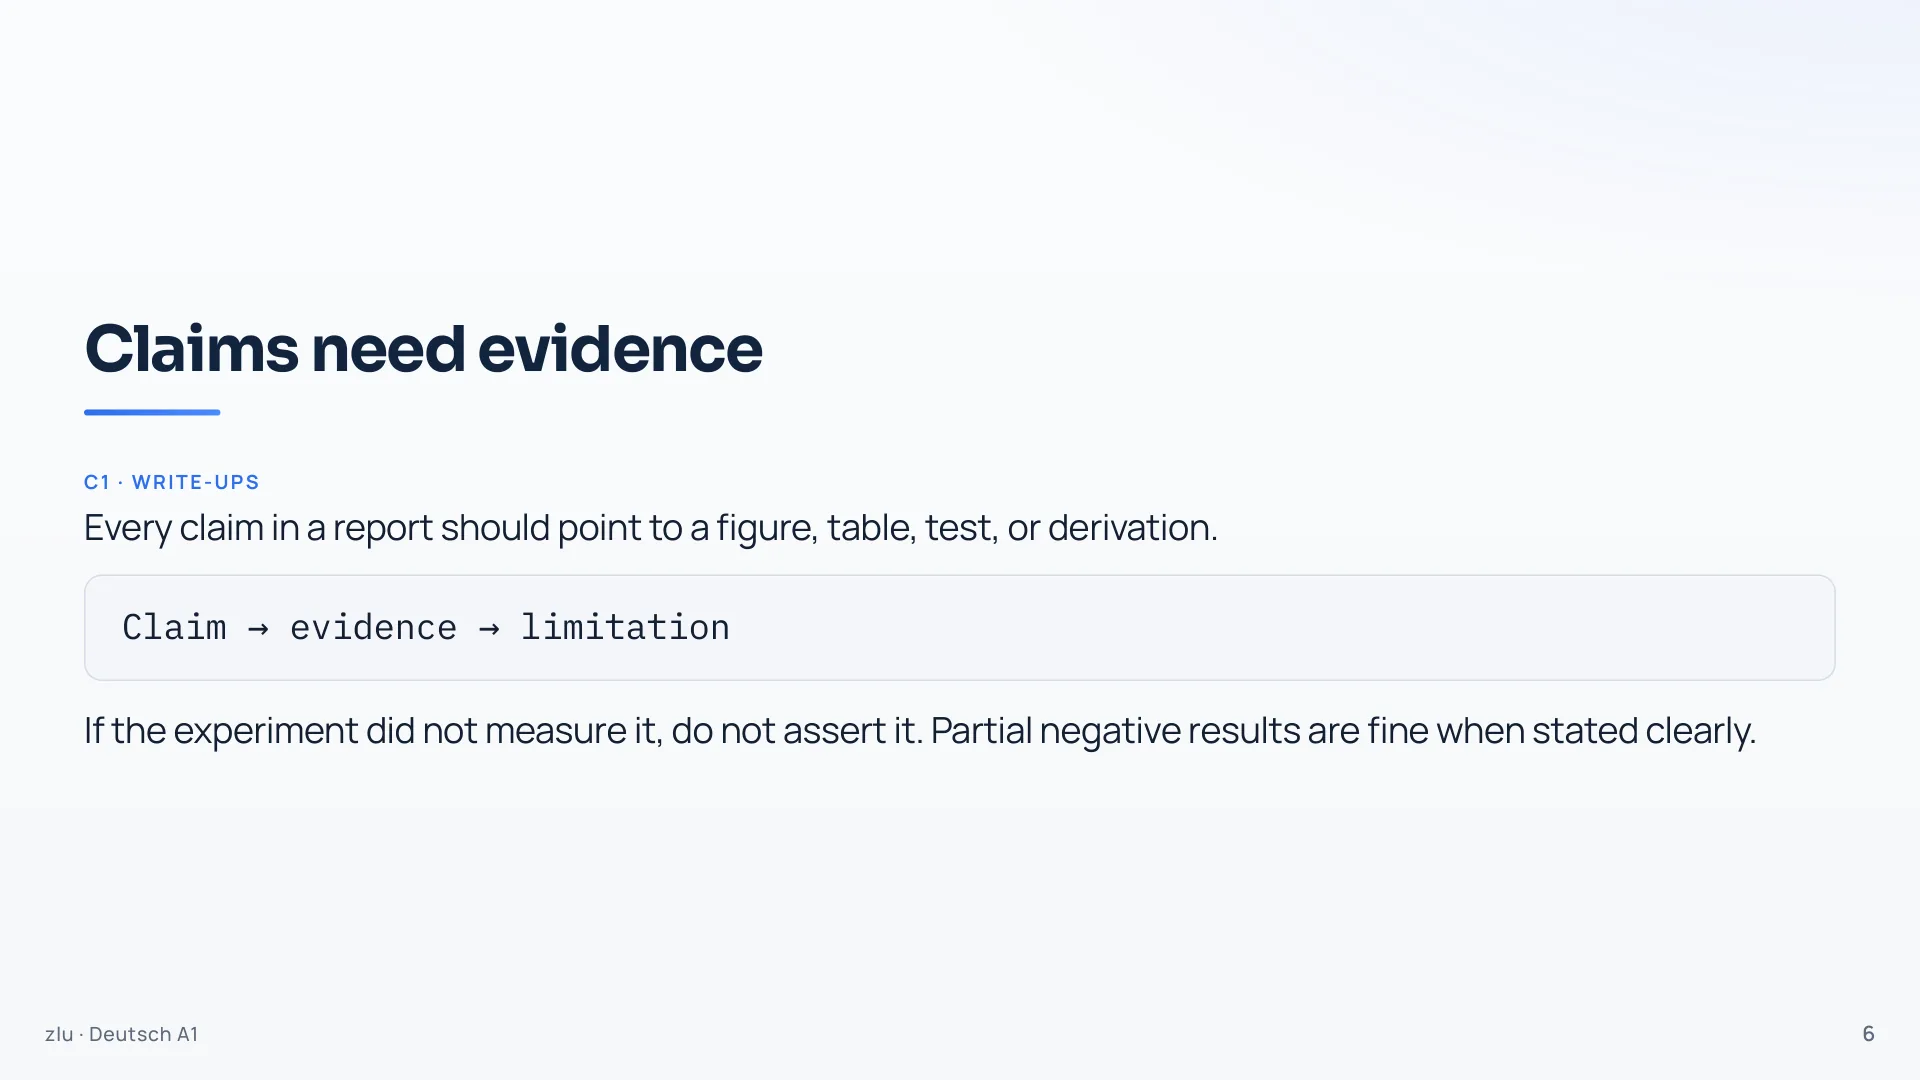 Claims need evidence
C1 · WRITE-UPS
Every claim in a report should point to a figure, table, test, or derivation.
Claim → evidence → limitation
If the experiment did not measure it, do not assert it. Partial negative results are fine when stated clearly.
zlu · Deutsch A1
6